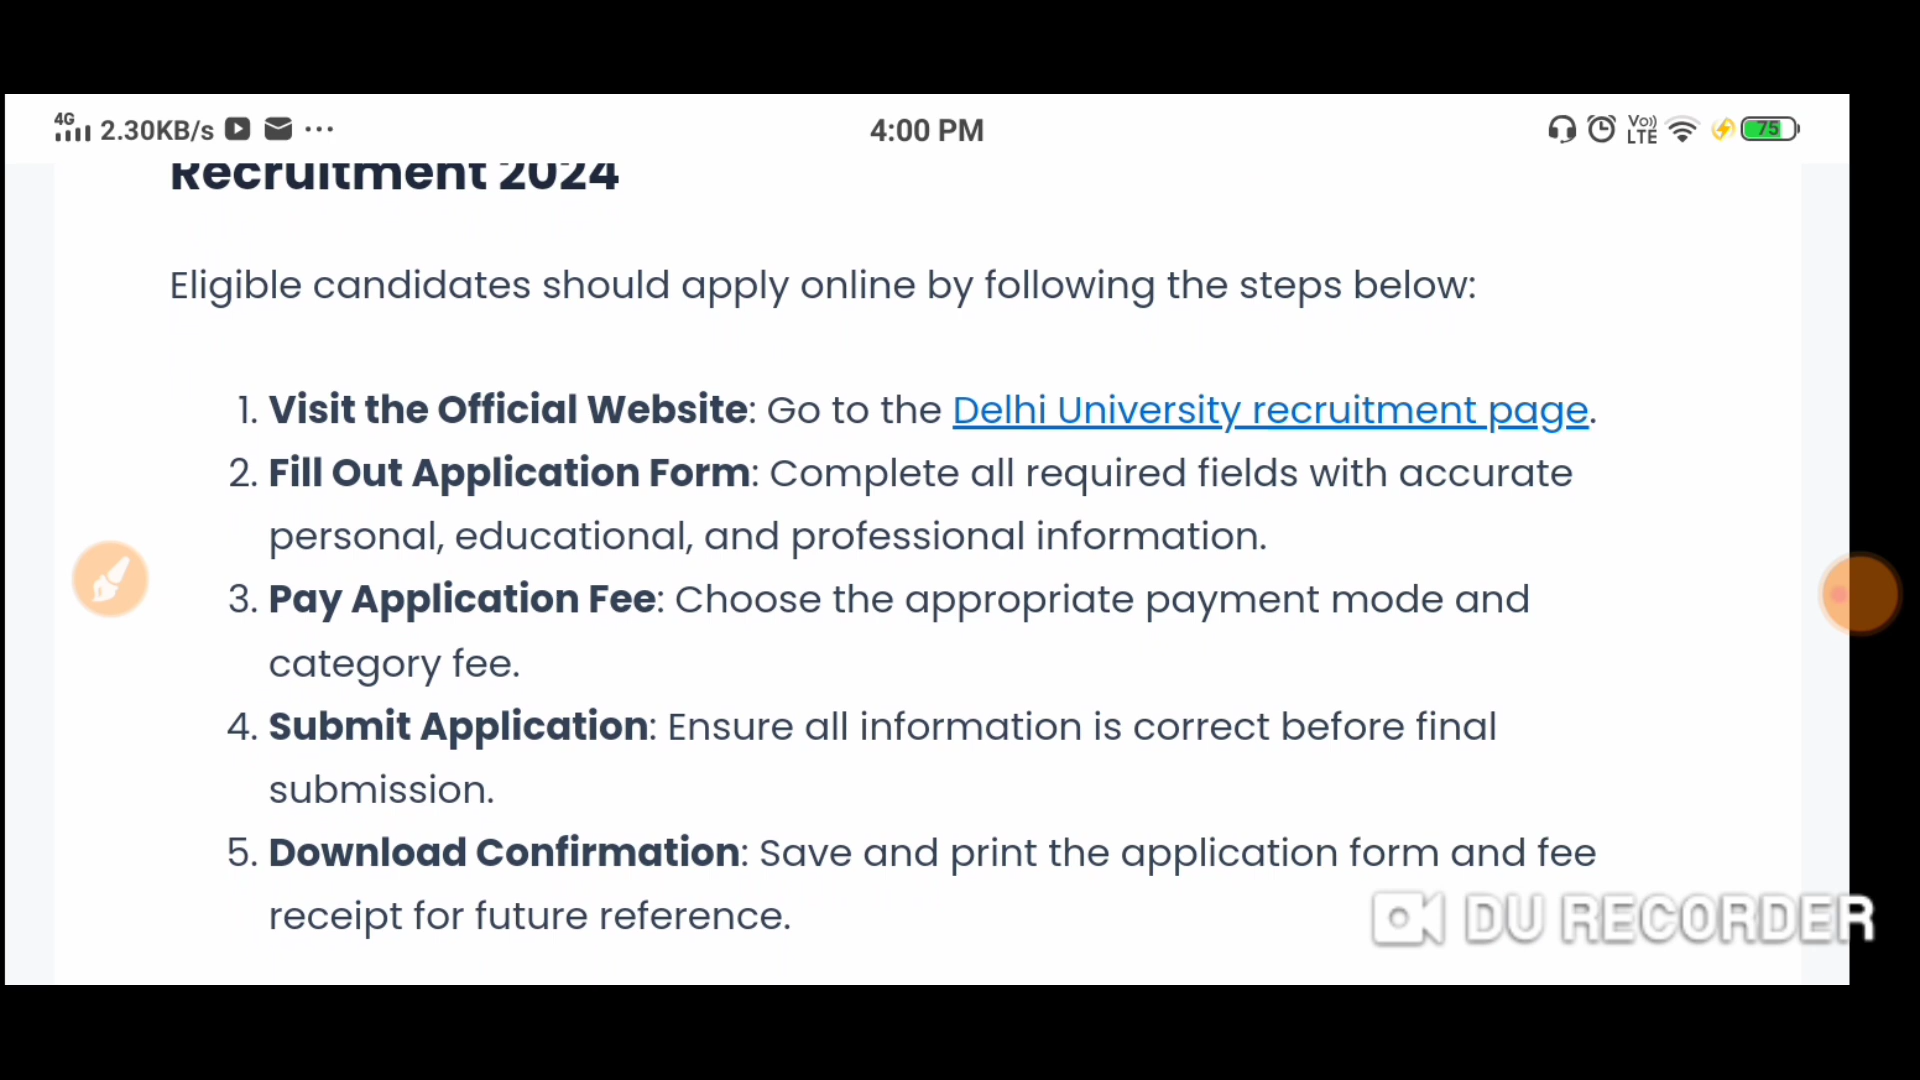 4G
2.30KB/s
4:00 PM
Vo))
LTE
75
Recruitment 2024
Eligible candidates should apply online by following the steps below:
1. Visit the Official Website: Go to the Delhi University recruitment page.
2. Fill Out Application Form: Complete all required fields with accurate
personal, educational, and professional information.
3. Pay Application Fee: Choose the appropriate payment mode and
category fee.
4. Submit Application: Ensure all information is correct before final
submission.
5. Download Confirmation: Save and print the application form and fee
receipt for future reference.
DU RECORDER